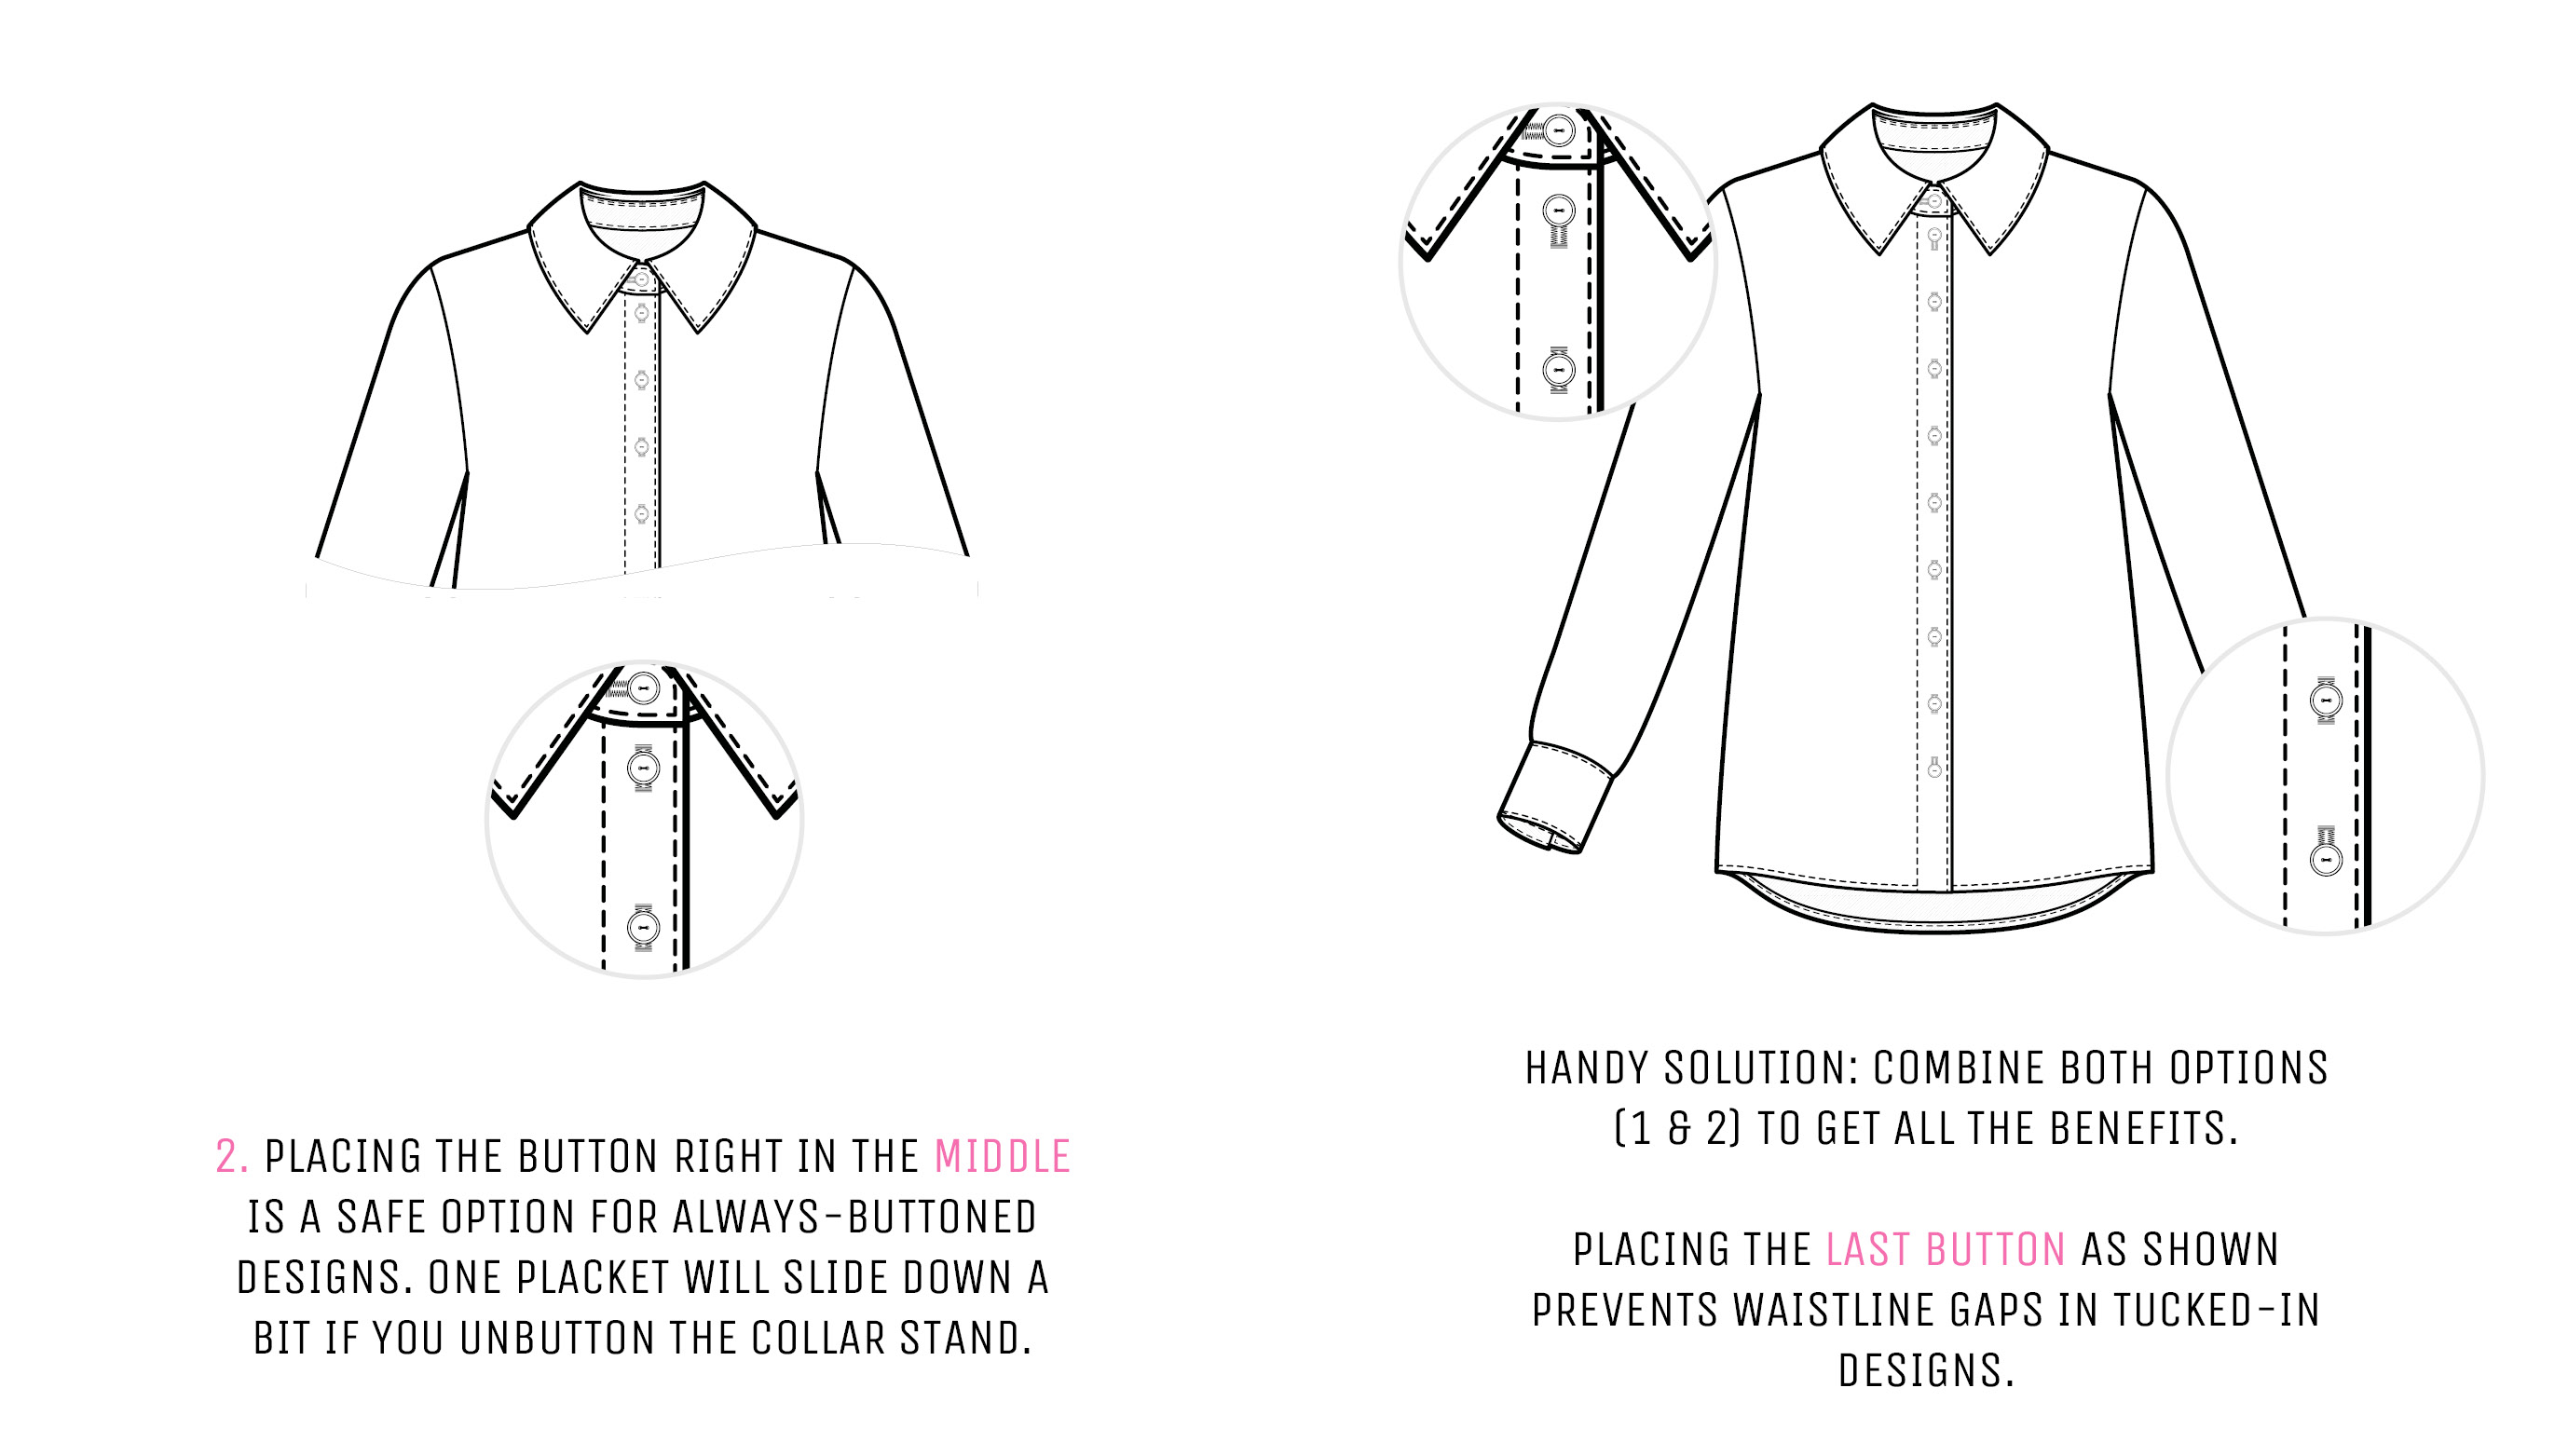 2. PLACING THE BUTTON RIGHT IN THE MIDDLE
IS A SAFE OPTION FOR ALWAYS-BUTTONED
DESIGNS. ONE PLACKET WILL SLIDE DOWN A
BIT IF YOU UNBUTTON THE COLLAR STAND.
HANDY SOLUTION: COMBINE BOTH OPTIONS
(1 & 2) TO GET ALL THE BENEFITS.
PLACING THE LAST BUTTON AS SHOWN
PREVENTS WAISTLINE GAPS IN TUCKED-IN
DESIGNS.